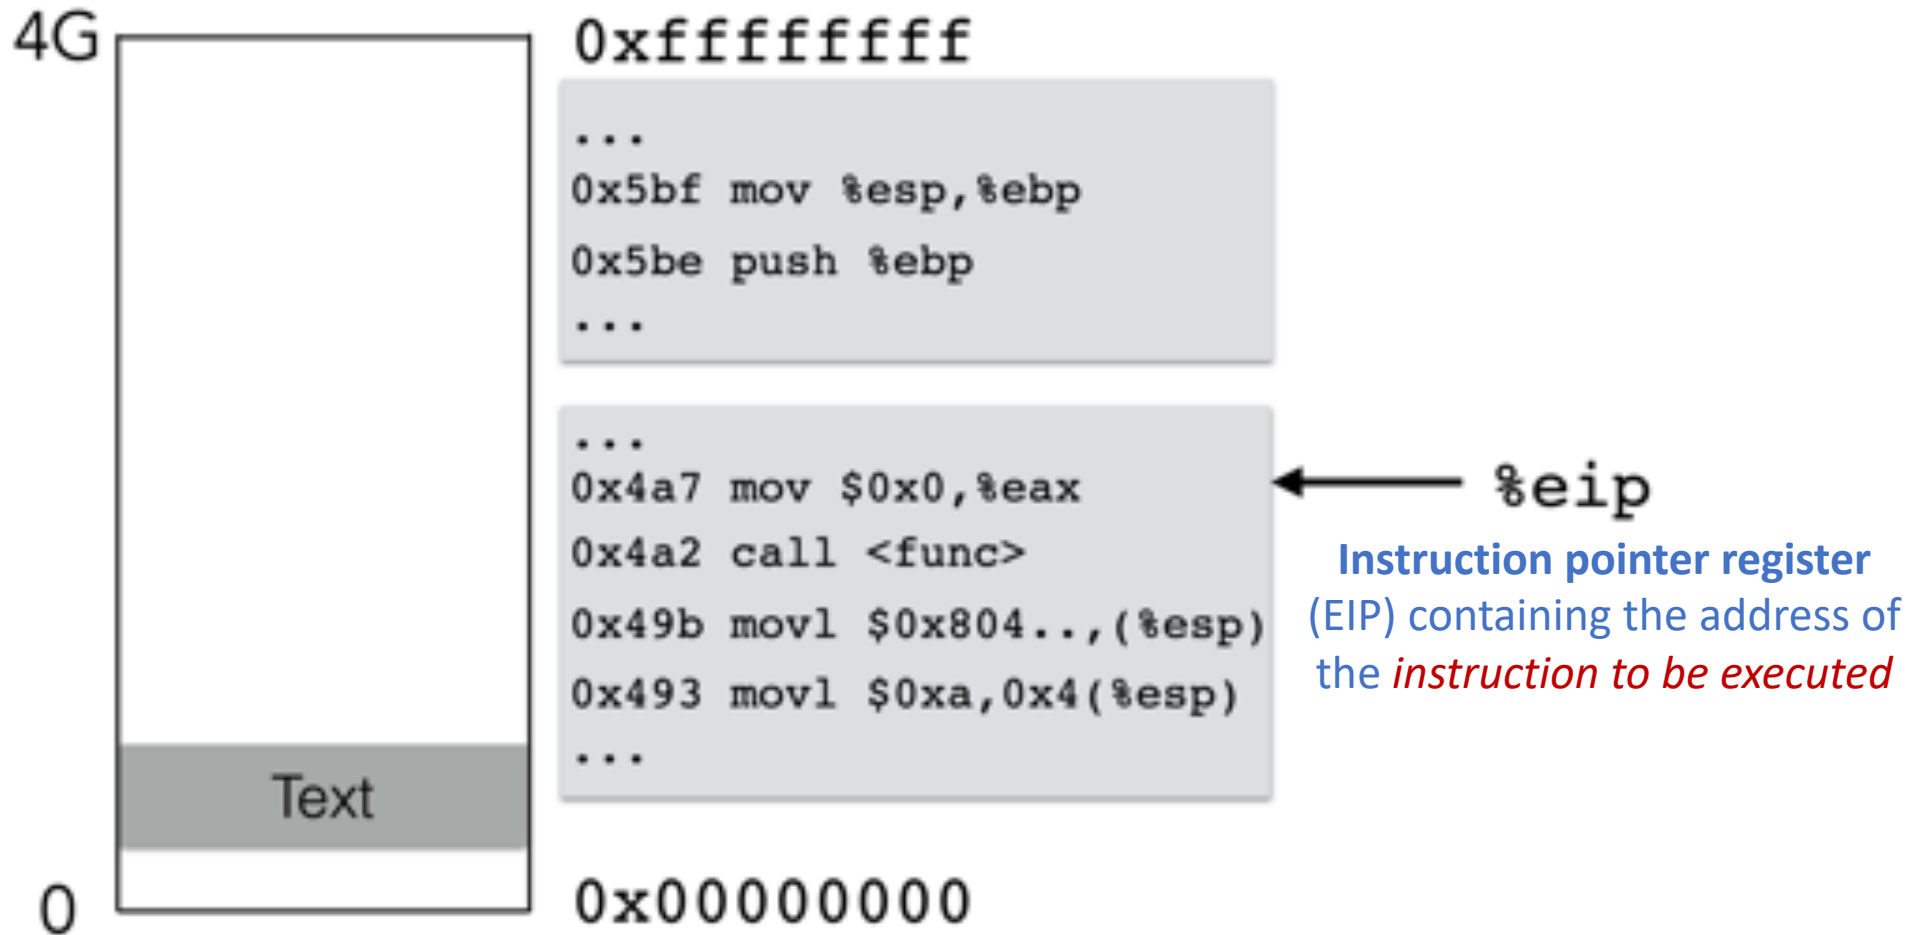 4G
0xffffffff
...
0x5bf mov %esp,%ebp
0x5be push %ebp
...
...
0x4a7 mov $0x0,%eax
%eip
0x4a2 call <func>
0x49b movl $0x804..,(%esp)
0x493 movl $0xa,0x4(%esp)
...
Instruction pointer register
(EIP) containing the address of
the instruction to be executed
Text
0
0x00000000